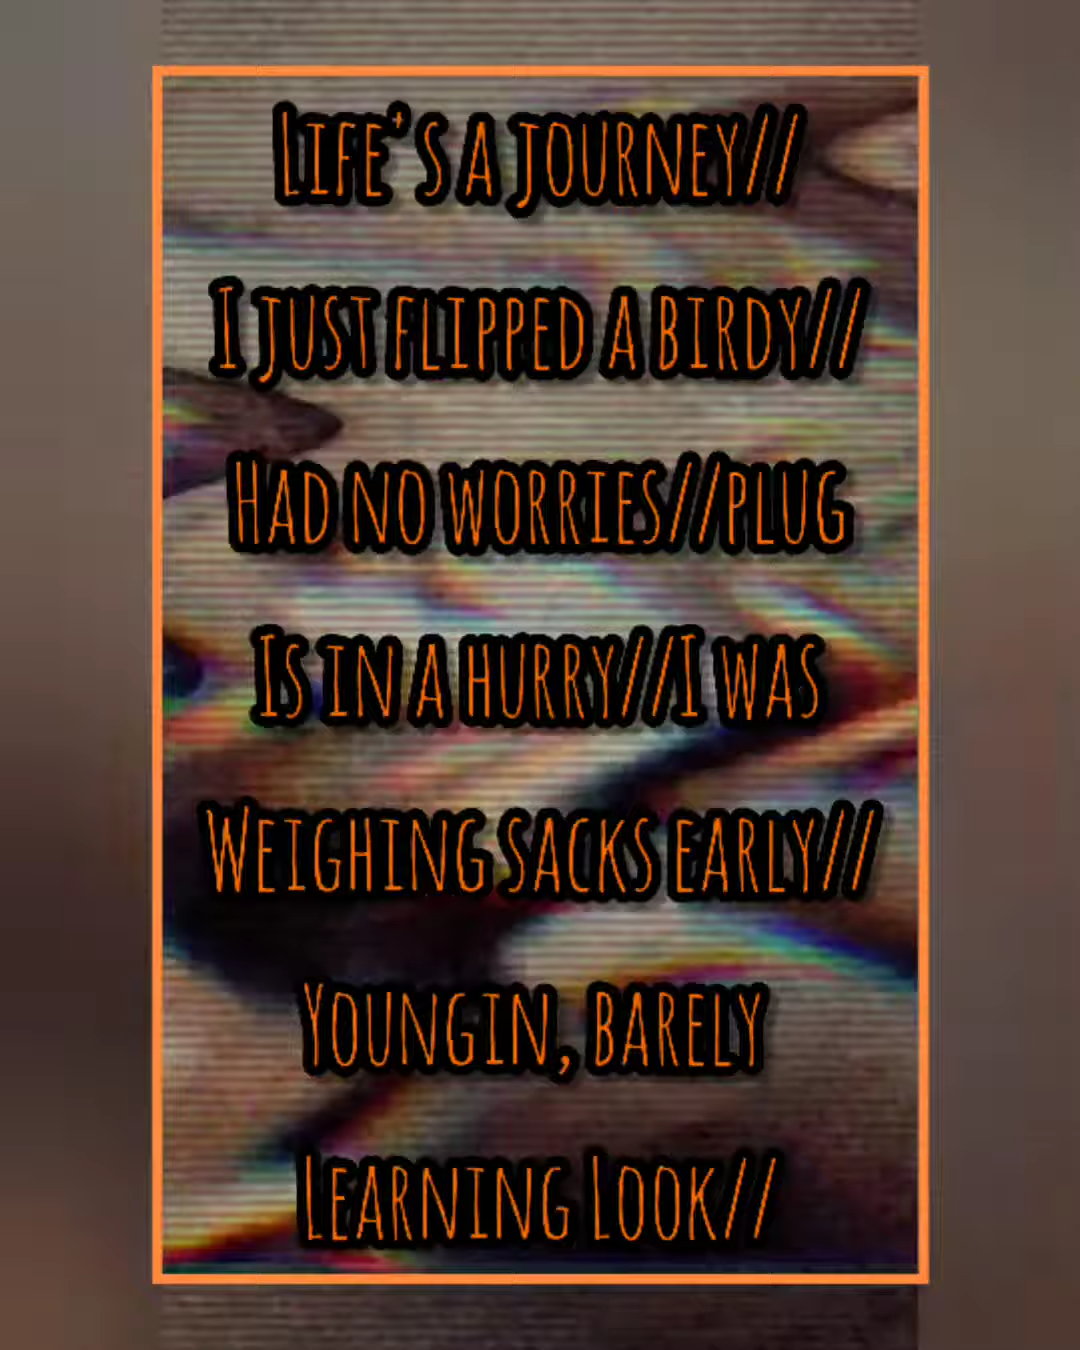 Life's a journey//
I just flipped a birdy//
Had no worries//plug
Is in a hurry//I was
Weighing sacks early//
Youngin, barely
Learning Look//